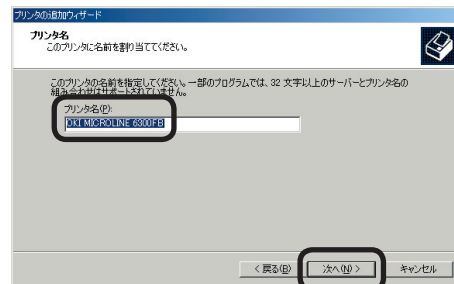 プリンタの追加ウィザード
プリンタ名
このプリンタに名前を割り当ててください。
このプリンタの名前を指定してください。一部のプログラムでは、32 文字以上のサーバーとプリンタ名の
組み合わせはサポートされていません。
プリンタ名(P):
OKI MICROLINE 6300FB
< 戻る(B)
次へ(N) >
キャンセル